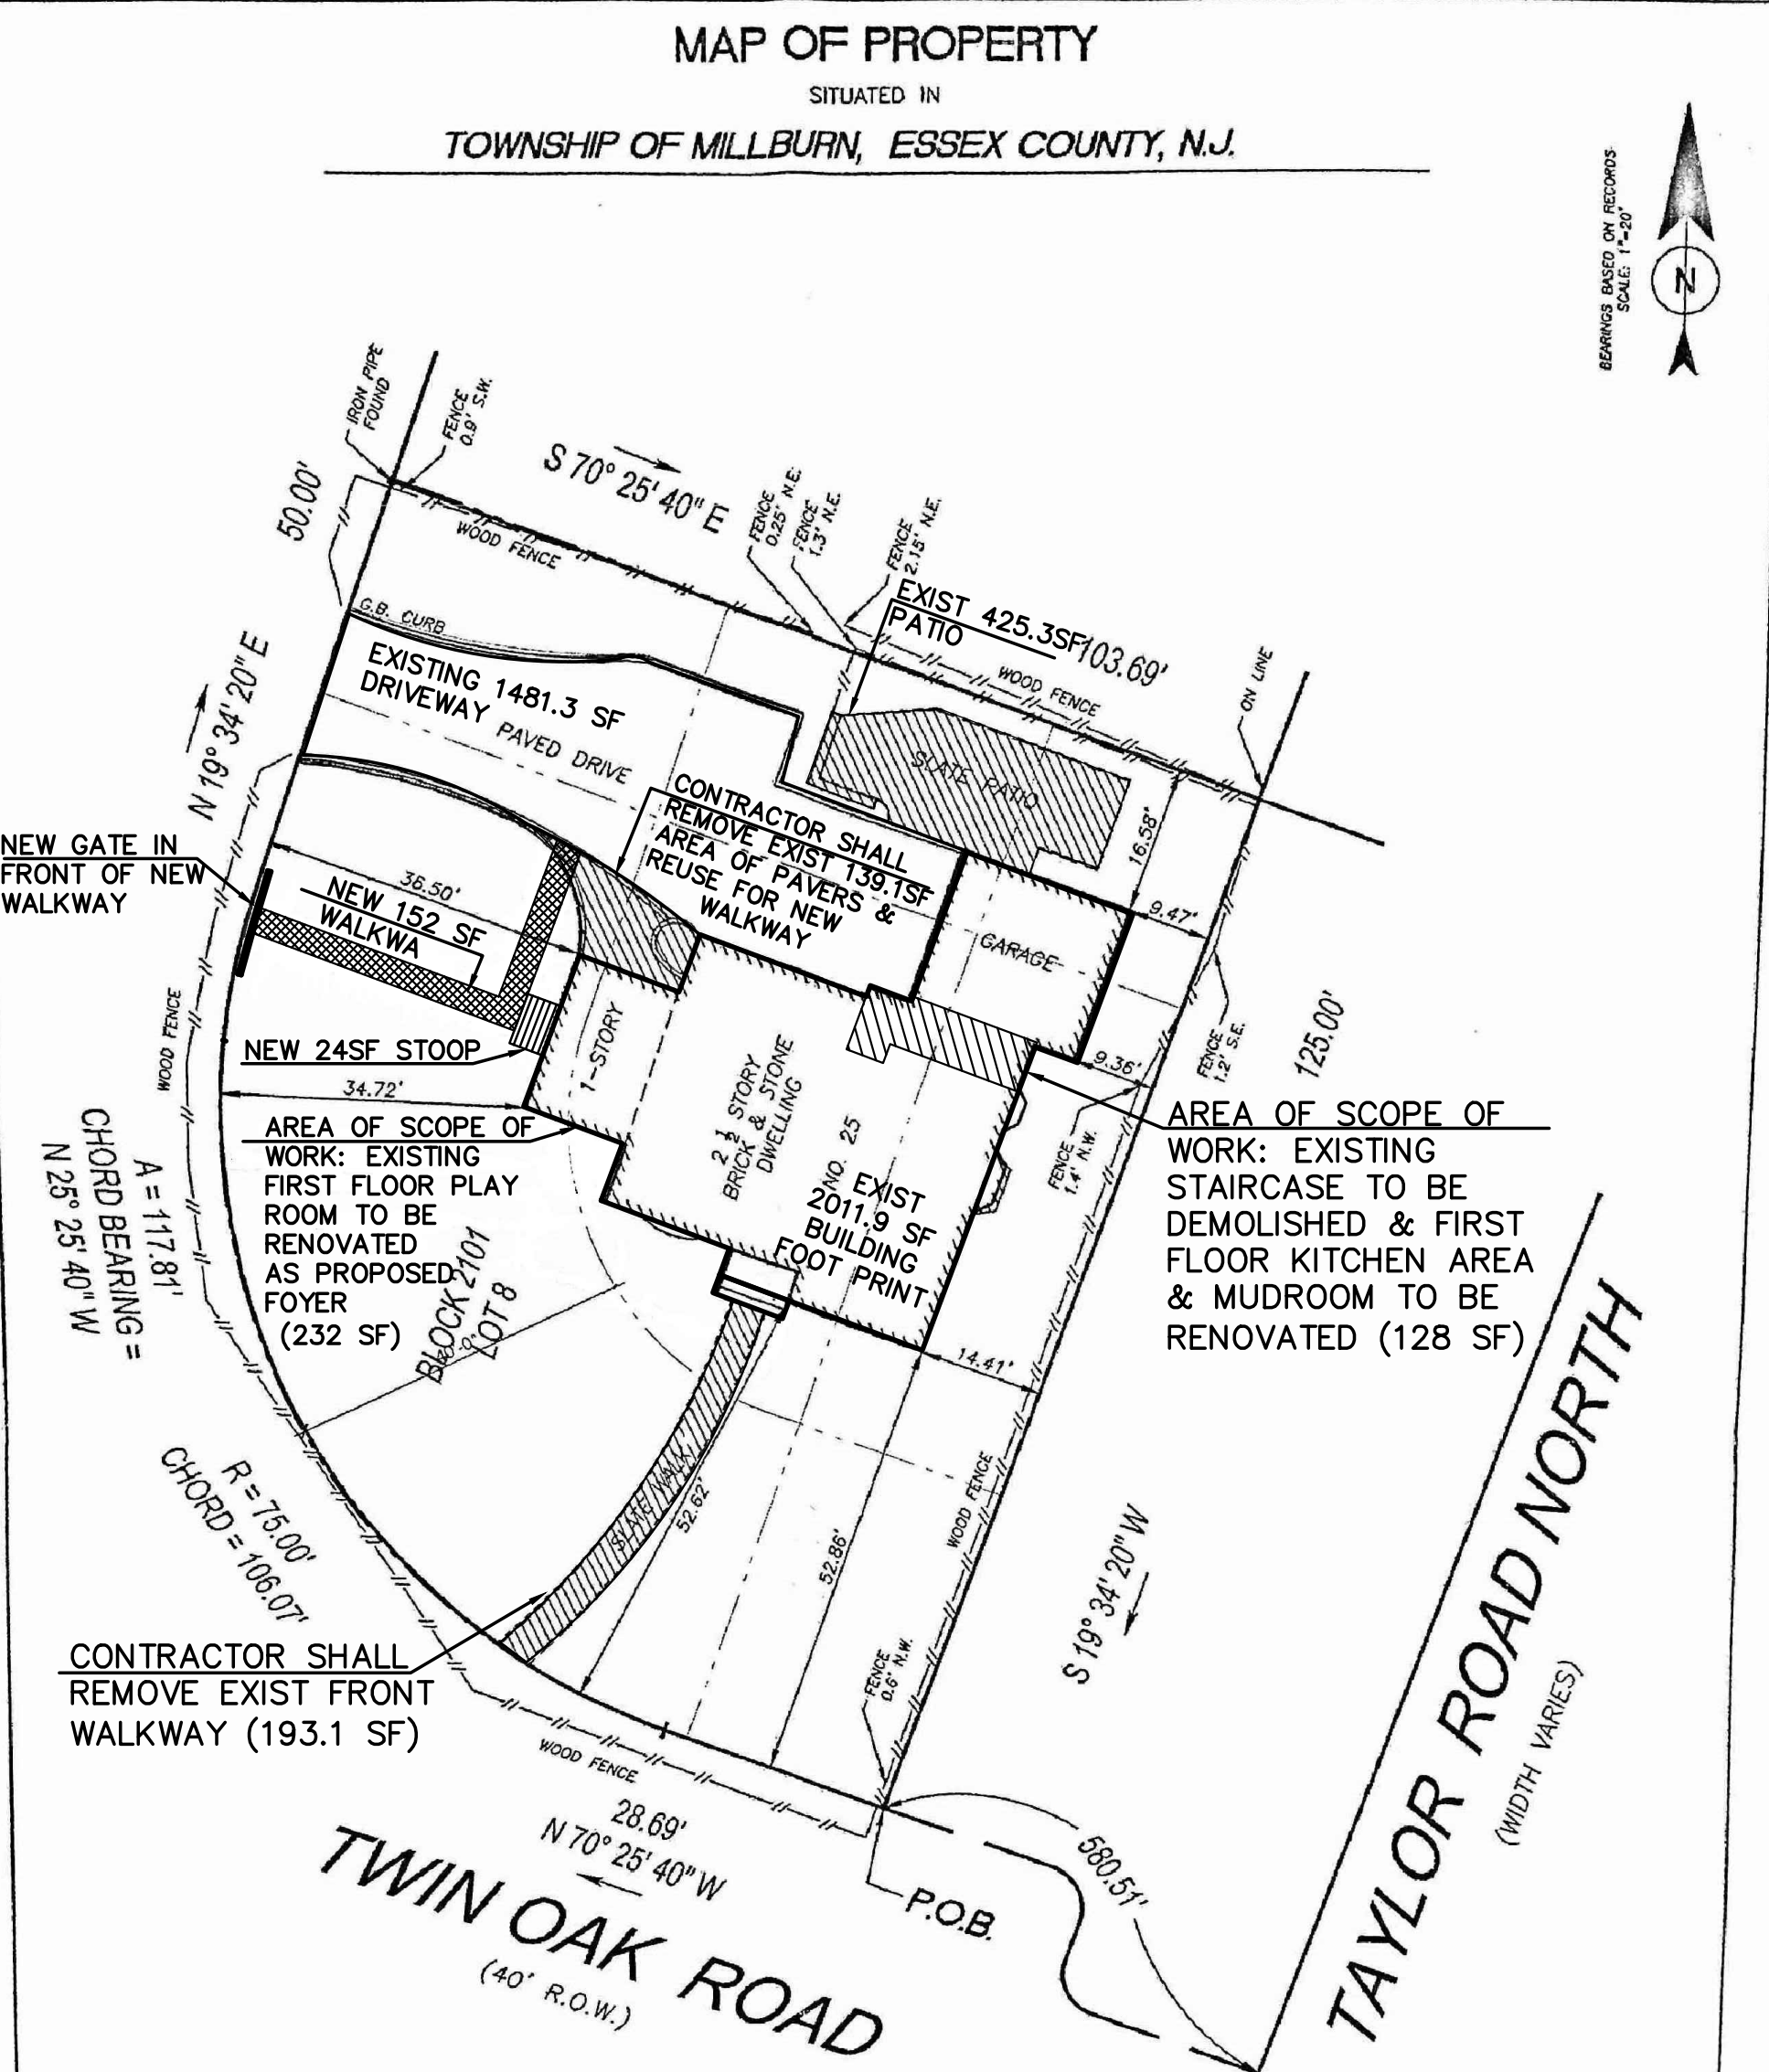 MAP OF PROPERTY
SITUATED IN
TOWNSHIP OF MILLBURN, ESSEX COUNTY, N.J.
BEARINGS BASED ON RECORDS
SCALE: 1"=20'
N
IRON PIPE
FOUND
FENCE
0.9' S.W.
50.00'
S 70° 25' 40" E
WOOD FENCE
FENCE
0.25' N.E.
FENCE
1.3' N.E.
FENCE
2.15' N.E.
EXIST 425.3SF
PATIO
103.69'
WOOD FENCE
ON LINE
G.B. CURB
EXISTING 1481.3 SF
DRIVEWAY
PAVED DRIVE
N 19° 34' 20" E
SLATE PATIO
CONTRACTOR SHALL
REMOVE EXIST 139.1SF
AREA OF PAVERS &
REUSE FOR NEW
WALKWAY
16.58'
NEW GATE IN
FRONT OF NEW
WALKWAY
36.50'
NEW 152 SF
WALKWA
9.47'
GARAGE
WOOD FENCE
NEW 24SF STOOP
1-STORY
34.72'
2 1/2 STORY
BRICK & STONE
DWELLING
NO. 25
9.36'
FENCE
1.2' S.E.
125.00'
AREA OF SCOPE OF
WORK: EXISTING
FIRST FLOOR PLAY
ROOM TO BE
RENOVATED
AS PROPOSED
FOYER
(232 SF)
EXIST
2011.9 SF
BUILDING
FOOT PRINT
FENCE
1.4' N.W.
AREA OF SCOPE OF
WORK: EXISTING
STAIRCASE TO BE
DEMOLISHED & FIRST
FLOOR KITCHEN AREA
& MUDROOM TO BE
RENOVATED (128 SF)
A = 117.81'
CHORD BEARING =
N 25° 25' 40" W
BLOCK 2101
LOT 8
14.41'
R = 75.00'
CHORD = 106.07'
SLATE WALK
52.62'
52.86'
WOOD FENCE
S 19° 34' 20" W
CONTRACTOR SHALL
REMOVE EXIST FRONT
WALKWAY (193.1 SF)
FENCE
0.6' N.W.
WOOD FENCE
28.69'
N 70° 25' 40" W
TWIN OAK ROAD
(40' R.O.W.)
P.O.B.
580.51'
TAYLOR ROAD NORTH
(WIDTH VARIES)